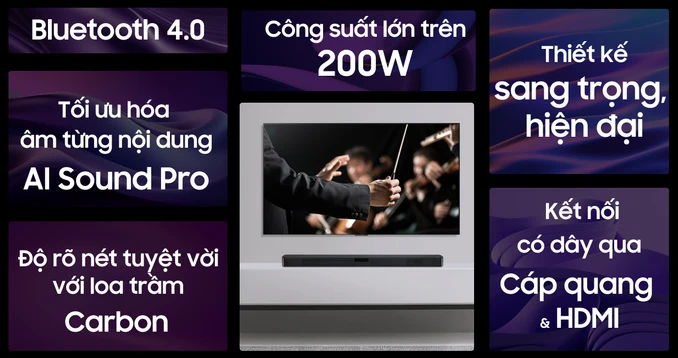 Bluetooth 4.0
Tối ưu hóa
âm từng nội dung
AI Sound Pro
Độ rõ nét tuyệt vời
với loa trầm
Carbon
Công suất lớn trên
200W
Thiết kế
sang trọng,
hiện đại
Kết nối
có dây qua
Cáp quang
& HDMI